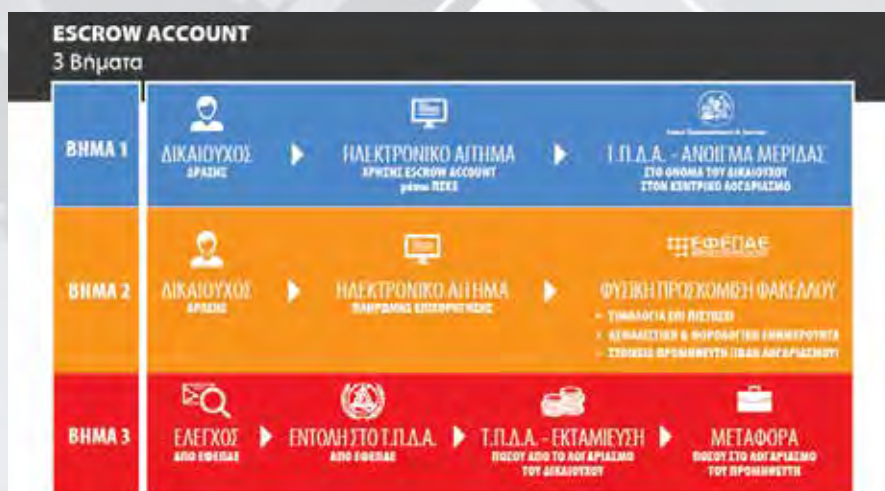 ESCROW ACCOUNT
3 Βήματα
ΒΗΜΑ 1
ΔΙΚΑΙΟΥΧΟΣ
ΔΡΑΣΗΣ
ΗΛΕΚΤΡΟΝΙΚΟ ΑΙΤΗΜΑ
ΧΡΗΣΗΣ ESCROW ACCOUNT
μέσω ΠΣΚΕ
Τ.Π.Δ.Α. - ΑΝΟΙΓΜΑ ΜΕΡΙΔΑΣ
ΣΤΟ ΟΝΟΜΑ ΤΟΥ ΔΙΚΑΙΟΥΧΟΥ
ΣΤΟΝ ΚΕΝΤΡΙΚΟ ΛΟΓΑΡΙΑΣΜΟ
ΒΗΜΑ 2
ΔΙΚΑΙΟΥΧΟΣ
ΔΡΑΣΗΣ
ΗΛΕΚΤΡΟΝΙΚΟ ΑΙΤΗΜΑ
ΠΛΗΡΩΜΗΣ ΕΠΙΧΟΡΗΓΗΣΗΣ
ΕΦΕΠΑΕ
ΦΥΣΙΚΗ ΠΡΟΣΚΟΜΙΣΗ ΦΑΚΕΛΛΟΥ
ΤΙΜΟΛΟΓΙΑ ΕΠΙ ΠΙΣΤΩΣΕΙ
ΑΣΦΑΛΙΣΤΙΚΗ & ΦΟΡΟΛΟΓΙΚΗ ΕΝΗΜΕΡΟΤΗΤΑ
ΣΤΟΙΧΕΙΑ ΠΡΟΜΗΘΕΥΤΗ (ΙΒΑΝ ΛΟΓΑΡΙΑΣΜΟΥ)
ΒΗΜΑ 3
ΕΛΕΓΧΟΣ
ΑΠΟ ΕΦΕΠΑΕ
ΕΝΤΟΛΗ ΣΤΟ Τ.Π.Δ.Α.
ΑΠΟ ΕΦΕΠΑΕ
Τ.Π.Δ.Α. - ΕΚΤΑΜΙΕΥΣΗ
ΠΟΣΟΥ ΑΠΟ ΤΟ ΛΟΓΑΡΙΑΣΜΟ
ΤΟΥ ΔΙΚΑΙΟΥΧΟΥ
ΜΕΤΑΦΟΡΑ
ΠΟΣΟΥ ΣΤΟ ΛΟΓΑΡΙΑΣΜΟ
ΤΟΥ ΠΡΟΜΗΘΕΥΤΗ